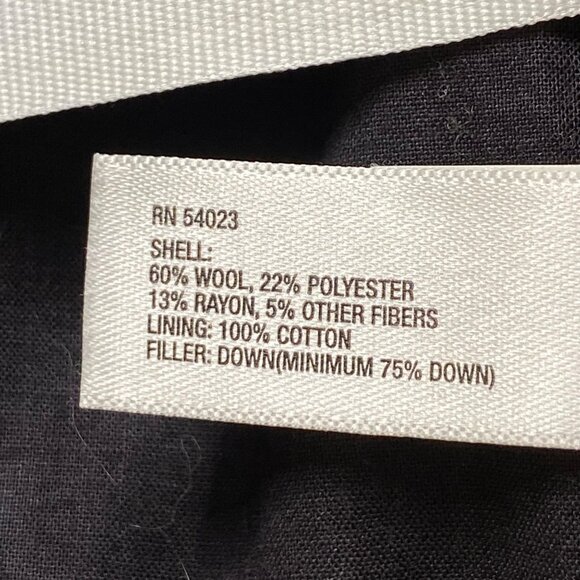 RN 54023
SHELL:
60% WOOL, 22% POLYESTER
13% RAYON, 5% OTHER FIBERS
LINING: 100% COTTON
FILLER: DOWN(MINIMUM 75% DOWN)